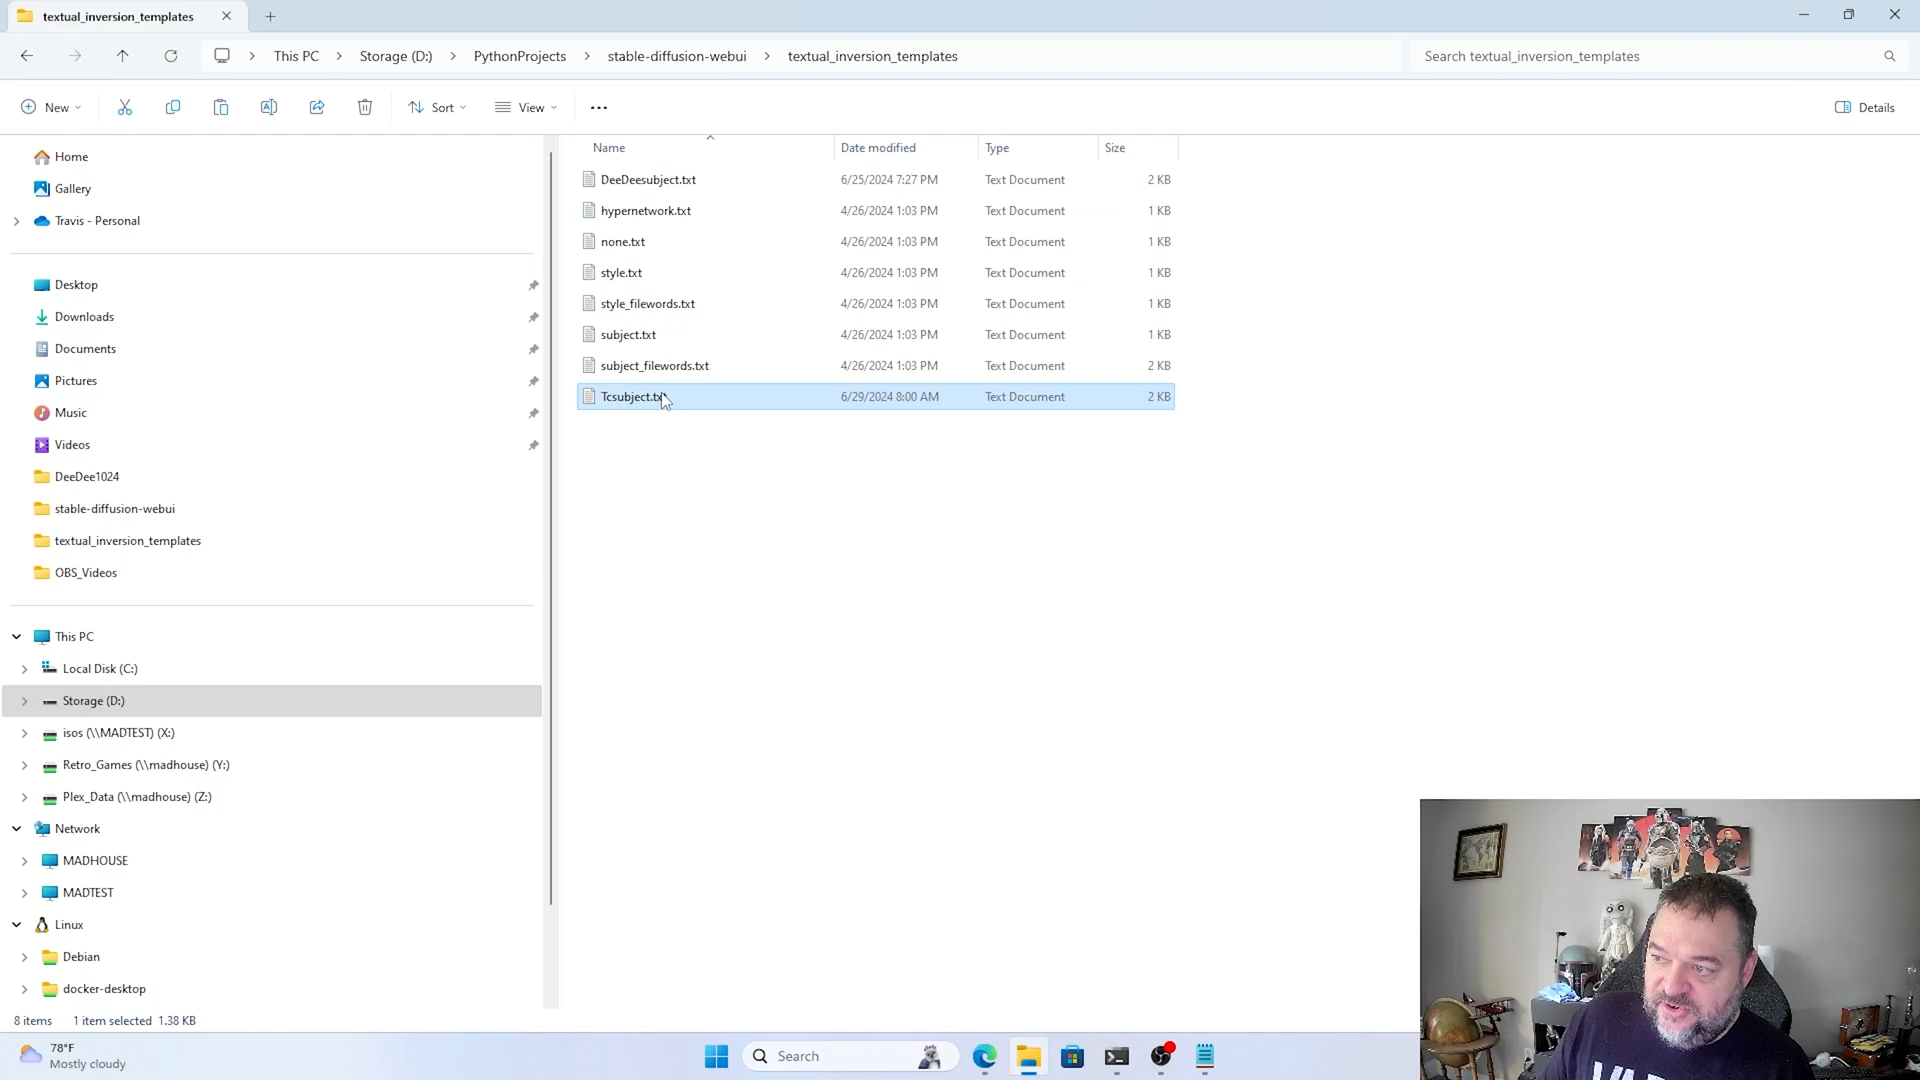 textual_inversion_templates
This PC
Storage (D:)
PythonProjects
stable-diffusion-webui
textual_inversion_templates
Search textual_inversion_templates
New
Sort
View
Details
Home
Gallery
Travis - Personal
Desktop
Downloads
Documents
Pictures
Music
Videos
DeeDee1024
stable-diffusion-webui
textual_inversion_templates
OBS_Videos
This PC
Local Disk (C:)
Storage (D:)
isos (\\MADTEST) (X:)
Retro_Games (\\madhouse) (Y:)
Plex_Data (\\madhouse) (Z:)
Network
MADHOUSE
MADTEST
Linux
Debian
docker-desktop
Name Date modified Type Size
DeeDeesubject.txt 6/25/2024 7:27 PM Text Document 2 KB
hypernetwork.txt 4/26/2024 1:03 PM Text Document 1 KB
none.txt 4/26/2024 1:03 PM Text Document 1 KB
style.txt 4/26/2024 1:03 PM Text Document 1 KB
style_filewords.txt 4/26/2024 1:03 PM Text Document 1 KB
subject.txt 4/26/2024 1:03 PM Text Document 1 KB
subject_filewords.txt 4/26/2024 1:03 PM Text Document 2 KB
Tcsubject.txt 6/29/2024 8:00 AM Text Document 2 KB
8 items 1 item selected 1.38 KB
78°F
Mostly cloudy
Search